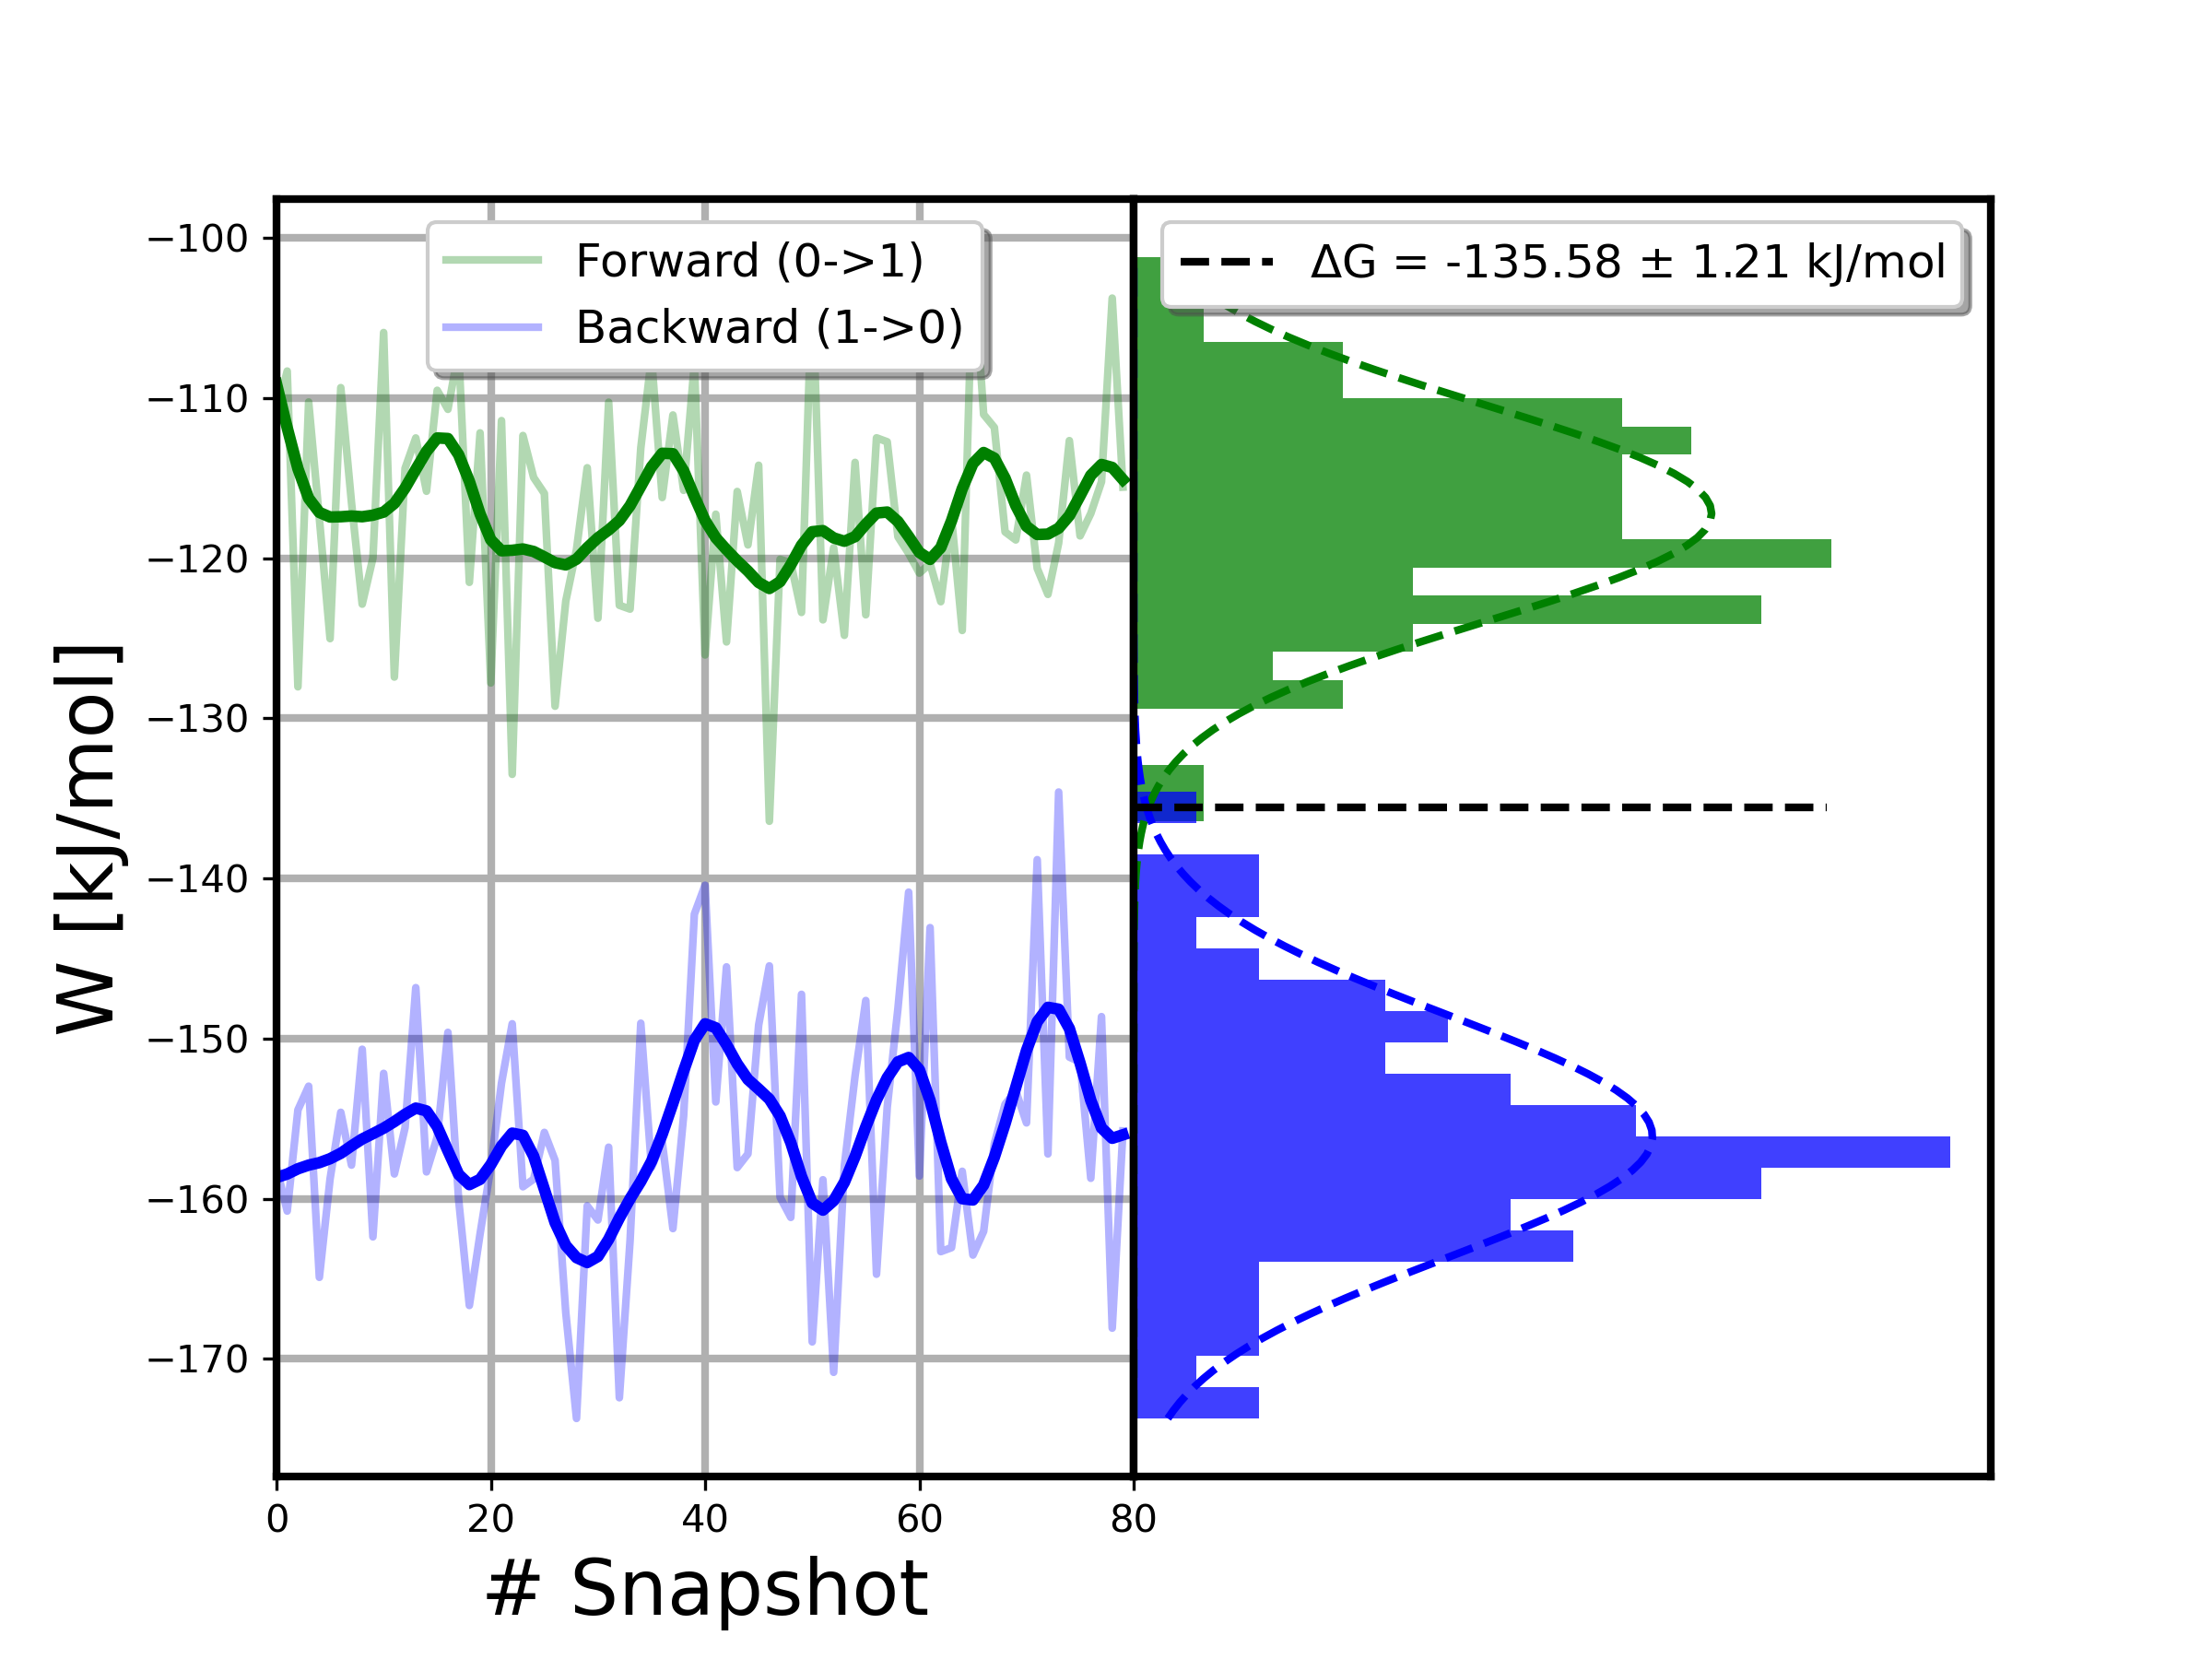 Forward (0->1)
Backward (1->0)
ΔG = -135.58 ± 1.21 kJ/mol
W [kJ/mol]
−100
−110
−120
−130
−140
−150
−160
−170
0 20 40 60 80
# Snapshot